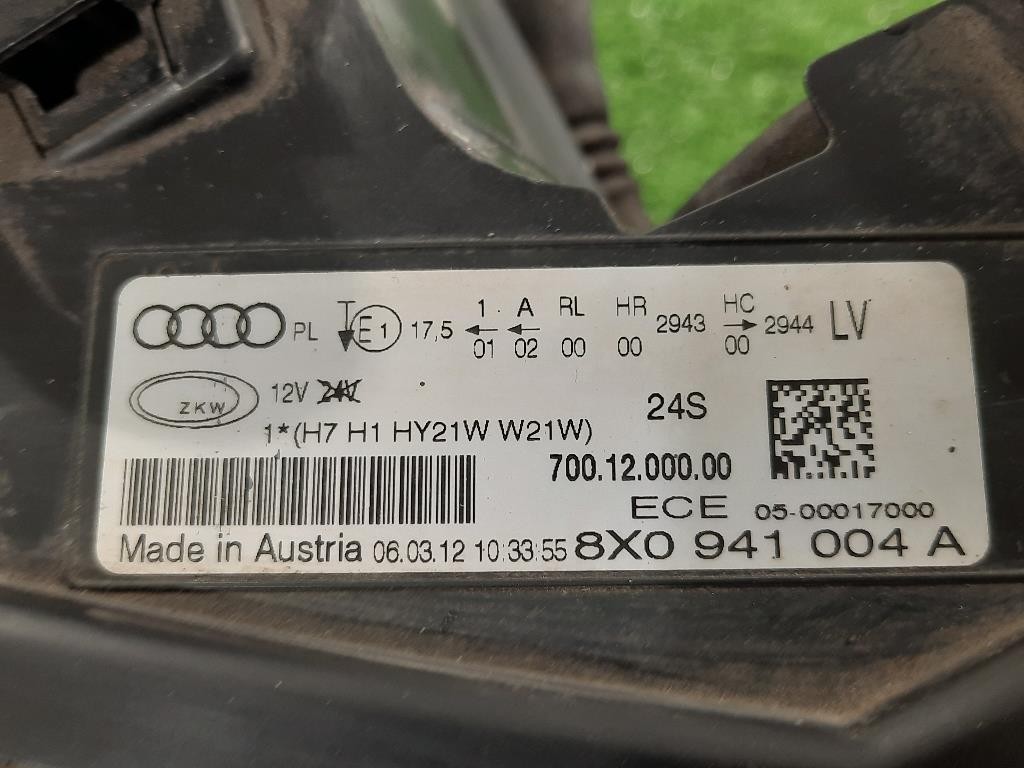 PL E1 17,5 1 A RL HR 2943 HC 2944 LV
01 02 00 00 00
ZKW 12V 24V 24S
1*(H7 H1 HY21W W21W)
700.12.000.00
ECE 05-00017000
Made in Austria 06.03.12 10:33:55 8X0 941 004 A